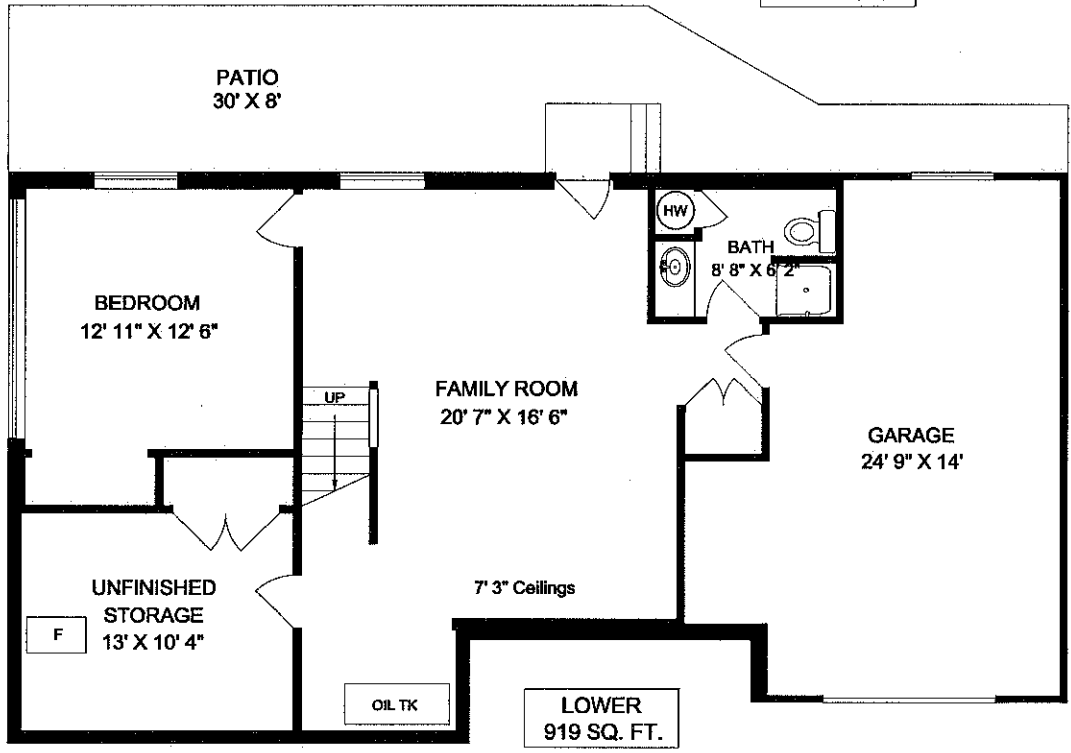 PATIO
30' X 8'
HW
BATH
8' 8" X 6' 2"
BEDROOM
12' 11" X 12' 6"
UP
FAMILY ROOM
20' 7" X 16' 6"
GARAGE
24' 9" X 14'
7' 3" Ceilings
UNFINISHED
STORAGE
13' X 10' 4"
F
OIL TK
LOWER
919 SQ. FT.